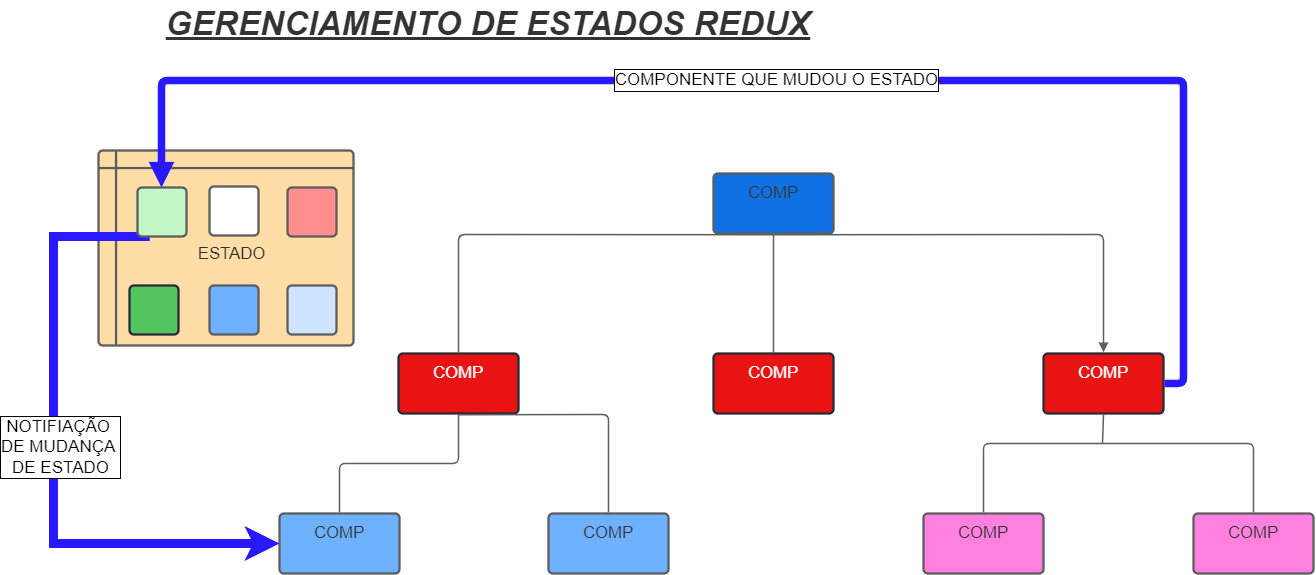 GERENCIAMENTO DE ESTADOS REDUX
COMPONENTE QUE MUDOU O ESTADO
COMP
ESTADO
COMP
COMP
COMP
NOTIFIAÇÃO
DE MUDANÇA
DE ESTADO
COMP
COMP
COMP
COMP